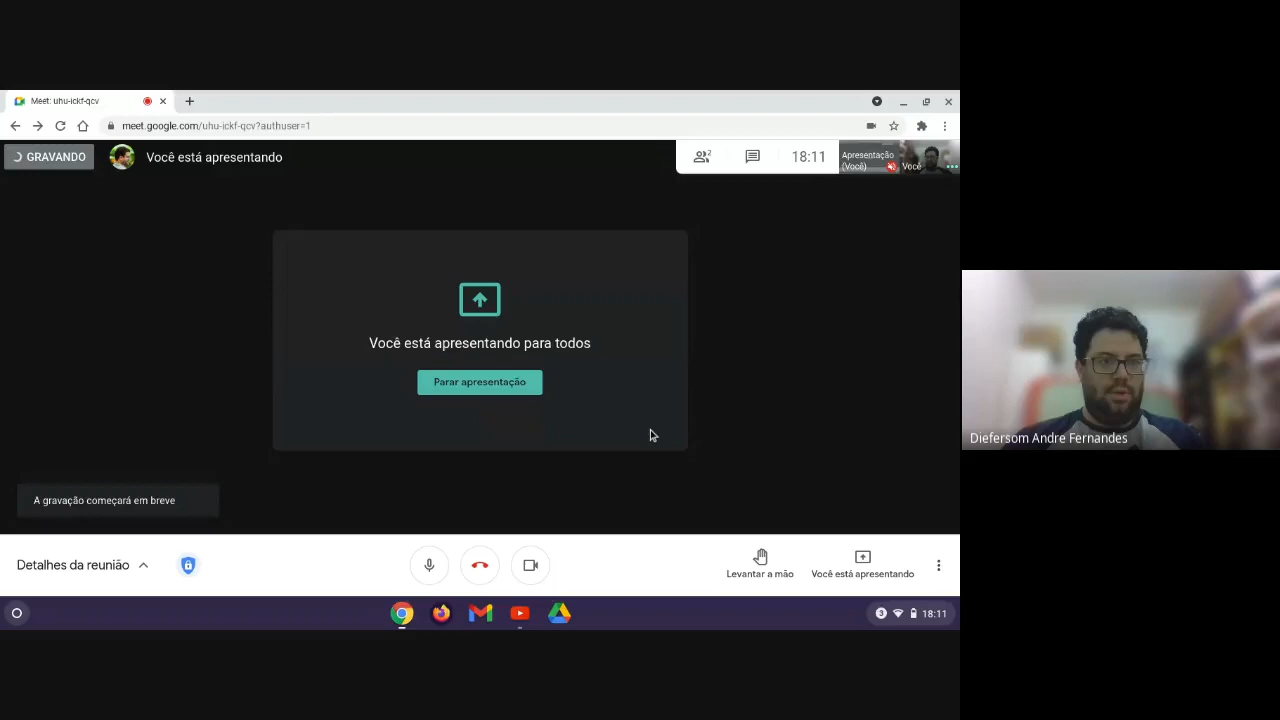 Meet: uhu-ickf-qcv
meet.google.com/uhu-ickf-qcv?authuser=1
GRAVANDO
Você está apresentando
2
18:11
Apresentação
(Você)
Você
Você está apresentando para todos
Parar apresentação
Diefersom Andre Fernandes
A gravação começará em breve
Detalhes da reunião
Levantar a mão
Você está apresentando
3
18:11